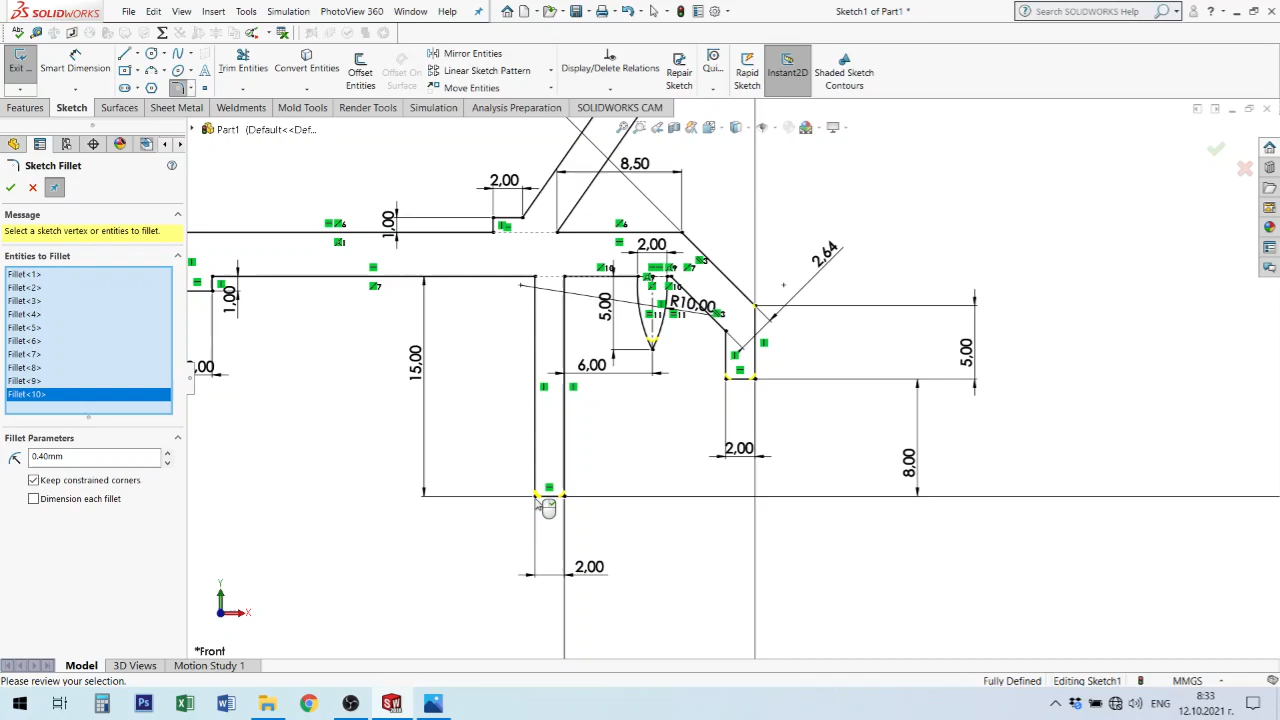 SOLIDWORKS File Edit View Insert Tools Simulation PhotoView 360 Window Help Sketch1 of Part1 * Search SOLIDWORKS Help
Exit ... Smart Dimension Trim Entities Convert Entities Offset Entities Offset On Surface Mirror Entities Linear Sketch Pattern Move Entities Display/Delete Relations Repair Sketch Qui... Rapid Sketch Instant2D Shaded Sketch Contours
Features Sketch Surfaces Sheet Metal Weldments Mold Tools Render Tools Simulation Analysis Preparation SOLIDWORKS CAM
Part1 (Default<<Def...
Sketch Fillet
Message
Select a sketch vertex or entities to fillet.
Entities to Fillet
Fillet<1>
Fillet<2>
Fillet<3>
Fillet<4>
Fillet<5>
Fillet<6>
Fillet<7>
Fillet<8>
Fillet<9>
Fillet<10>
Fillet Parameters
0.40mm
Keep constrained corners
Dimension each fillet
8,50
2,00
1,00
2,00
2,64
1,00
5,00
R10,00
15,00
6,00
5,00
2,00
8,00
2,00
Y
X
*Front
Model 3D Views Motion Study 1
Please review your selection. Fully Defined Editing Sketch1 MMGS
ENG 8:33
12.10.2021 г.